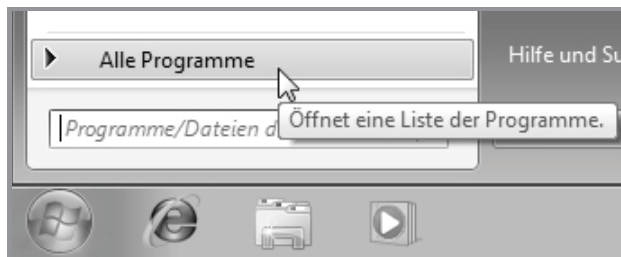 Alle Programme
Hilfe und Su
Programme/Dateien d
Öffnet eine Liste der Programme.